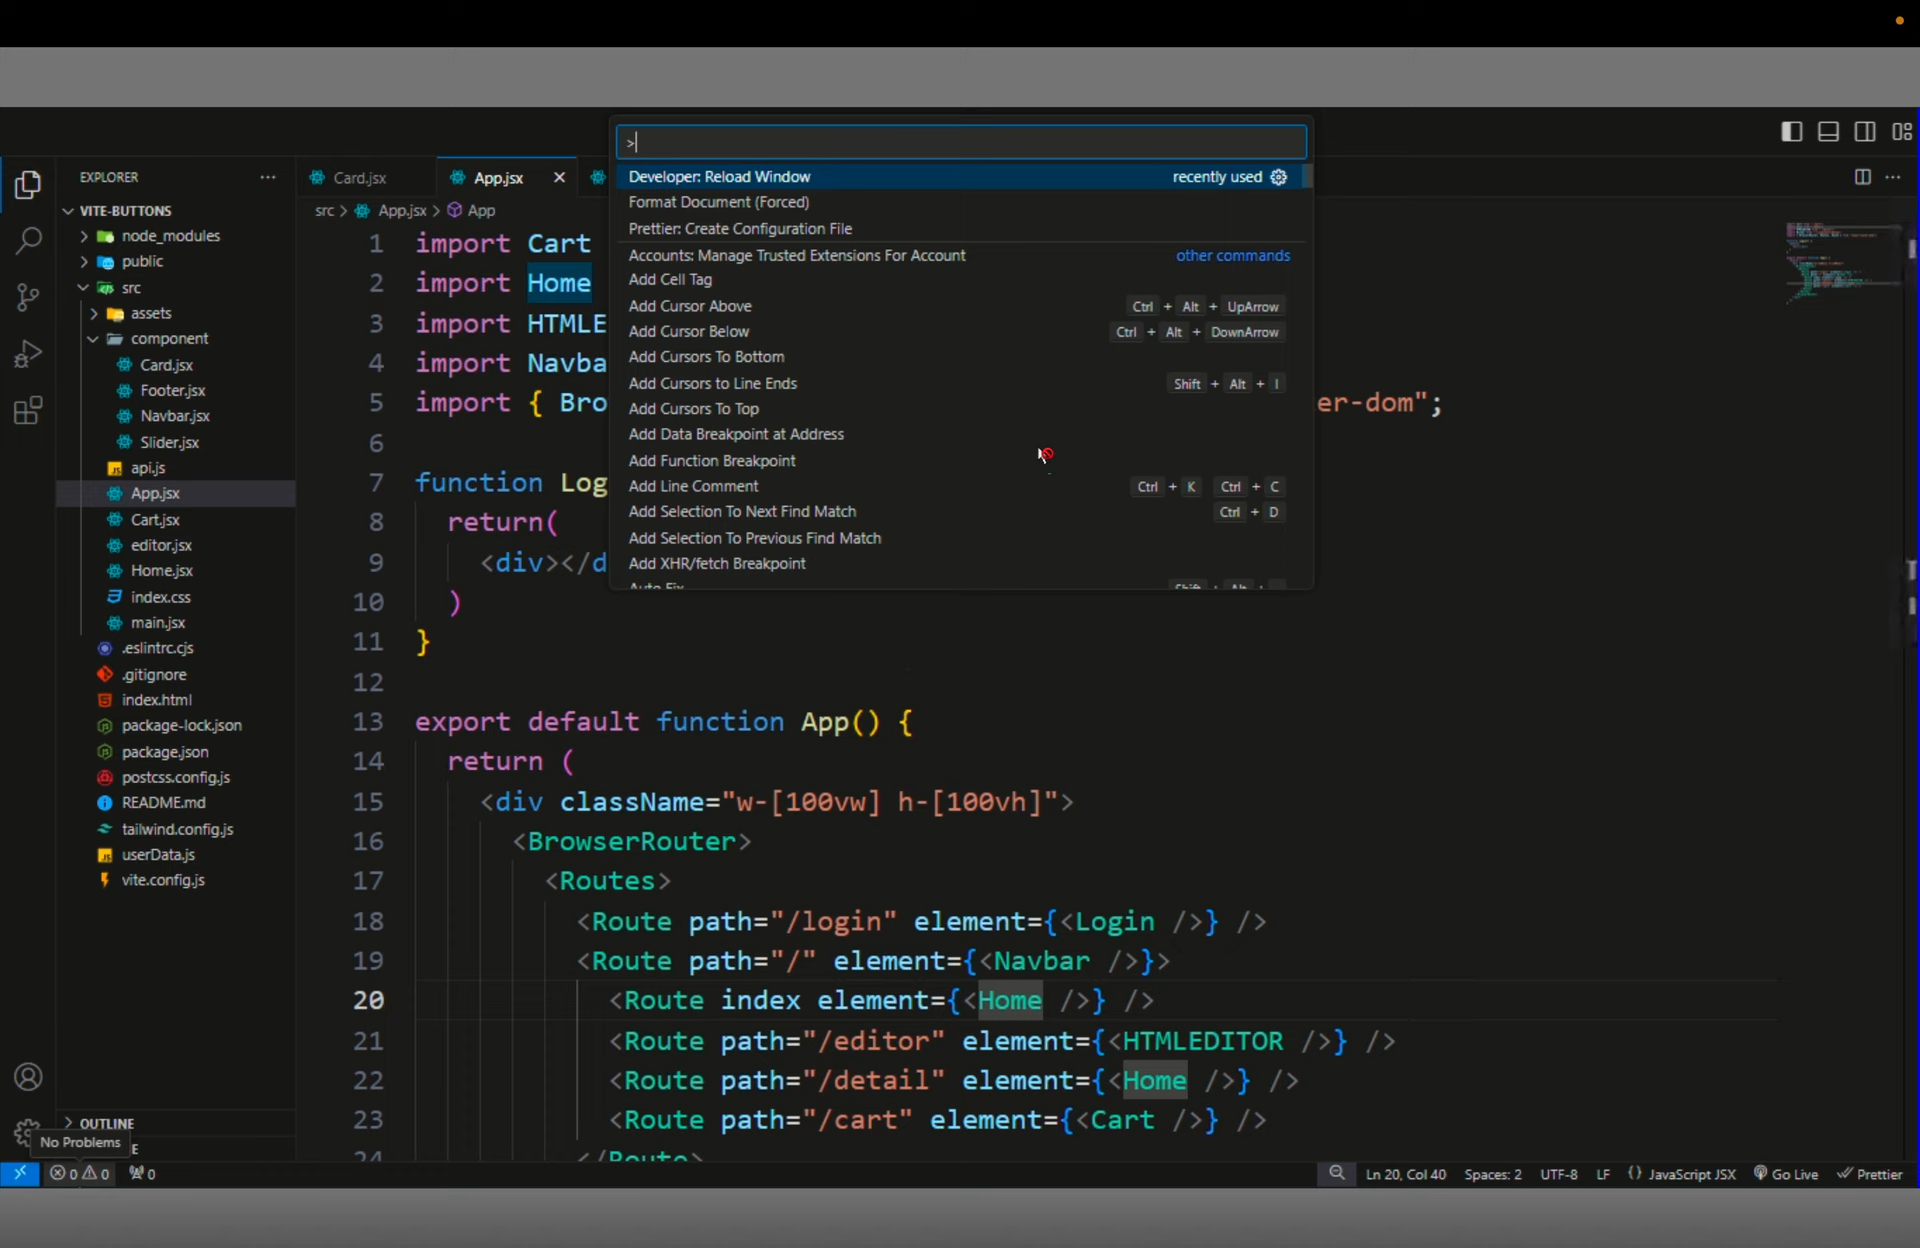 EXPLORER
VITE-BUTTONS
node_modules
public
src
assets
component
Card.jsx
Footer.jsx
Navbar.jsx
Slider.jsx
api.js
App.jsx
Cart.jsx
editor.jsx
Home.jsx
index.css
main.jsx
.eslintrc.cjs
.gitignore
index.html
package-lock.json
package.json
postcss.config.js
README.md
tailwind.config.js
userData.js
vite.config.js
OUTLINE
No Problems
Card.jsx
App.jsx
src > App.jsx > App
>
Developer: Reload Window recently used
Format Document (Forced)
Prettier: Create Configuration File
Accounts: Manage Trusted Extensions For Account other commands
Add Cell Tag
Add Cursor Above Ctrl + Alt + UpArrow
Add Cursor Below Ctrl + Alt + DownArrow
Add Cursors To Bottom
Add Cursors to Line Ends Shift + Alt + I
Add Cursors To Top
Add Data Breakpoint at Address
Add Function Breakpoint
Add Line Comment Ctrl + K Ctrl + C
Add Selection To Next Find Match Ctrl + D
Add Selection To Previous Find Match
Add XHR/fetch Breakpoint
Auto Fix Shift + Alt +
1 import Cart
2 import Home
3 import HTMLE
4 import Navba
5 import { Bro er-dom";
6
7 function Log
8 return(
9 <div></d
10 )
11 }
12
13 export default function App() {
14 return (
15 <div className="w-[100vw] h-[100vh]">
16 <BrowserRouter>
17 <Routes>
18 <Route path="/login" element={<Login />} />
19 <Route path="/" element={<Navbar />}>
20 <Route index element={<Home />} />
21 <Route path="/editor" element={<HTMLEDITOR />} />
22 <Route path="/detail" element={<Home />} />
23 <Route path="/cart" element={<Cart />} />
24 </Route>
0 0 0 Ln 20, Col 40 Spaces: 2 UTF-8 LF {} JavaScript JSX Go Live Prettier